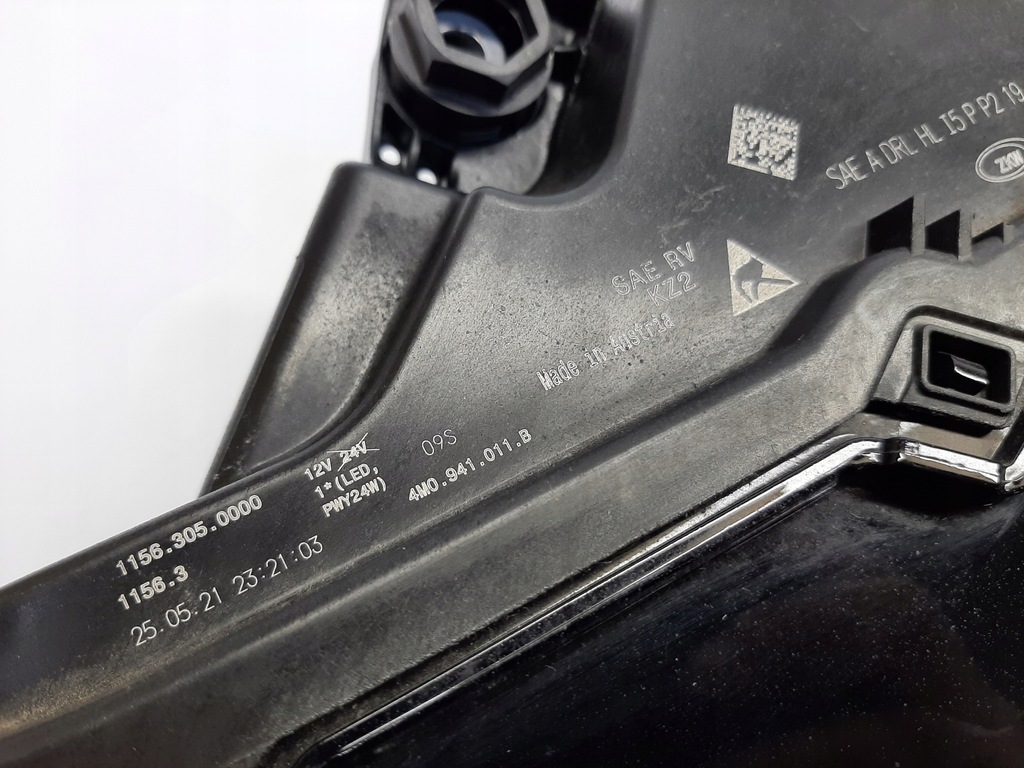 SAE A DRL HL I5 P P2 19
ZKW
SAE RV
KZ2
Made in Austria
12V 24V
1*(LED,
PWY24W)
09S
4M0.941.011.B
1156.305.0000
1156.3
25.05.21 23:21:03